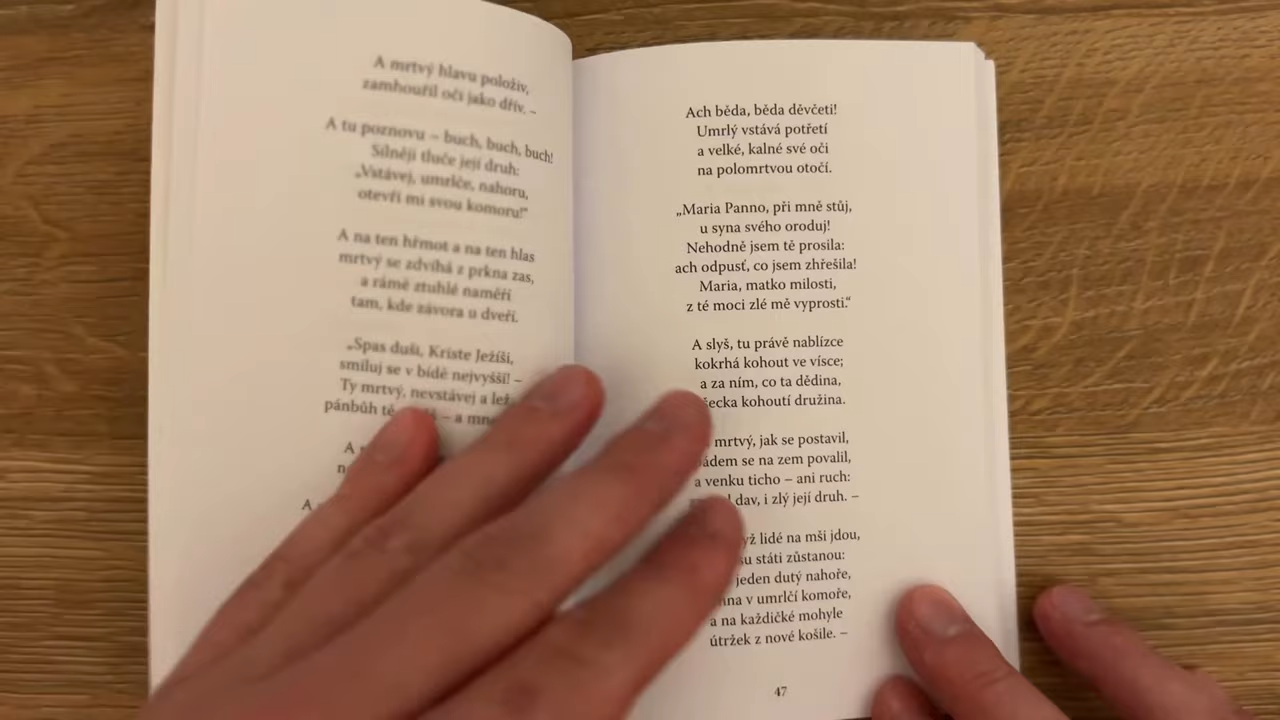 A mrtvý hlavu položiv,
zamhouřil oči jako dřív. –
A tu poznovu – buch, buch, buch!
Silněji tluče její druh:
„Vstávej, umrlče, nahoru,
otevři mi svou komoru!“
A na ten hřmot a na ten hlas
mrtvý se zdvíhá z prkna zas,
a rámě ztuhlé naměří
tam, kde závora u dveří.
„Spas duši, Kriste Ježíši,
smiluj se v bídě nejvyšší! –
Ty mrtvý, nevstávej a
pánbůh – a
A
A
Ach běda, běda děvčeti!
Umrlý vstává potřetí
a velké, kalné své oči
na polomrtvou otočí.
„Maria Panno, při mně stůj,
u syna svého oroduj!
Nehodně jsem tě prosila:
ach odpusť, co jsem zhřešila!
Maria, matko milosti,
z té moci zlé mě vyprosti.“
A slyš, tu právě nablízce
kokrhá kohout ve vísce;
a za ním, co ta dědina,
kohoutí družina.
mrtvý, jak se postavil,
se na zem povalil,
a venku ticho – ani ruch:
dav, i zlý její druh. –
lidé na mši jdou,
státi zůstanou:
jeden dutý nahoře,
v umrlčí komoře,
a na každičké mohyle
útržek z nové košile. –
47